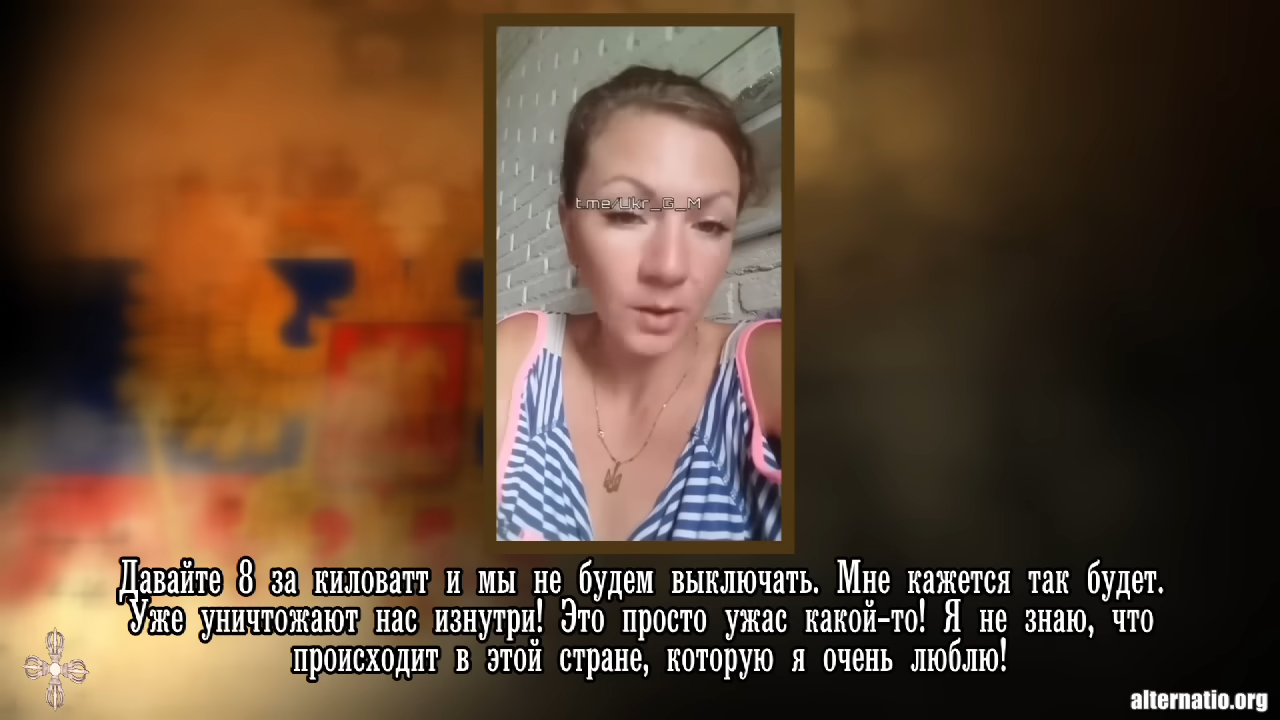 t.me/Ukr_G_M
Давайте 8 за киловатт и мы не будем выключать. Мне кажется так будет.
Уже уничтожают нас изнутри! Это просто ужас какой-то! Я не знаю, что
происходит в этой стране, которую я очень люблю!
alternatio.org